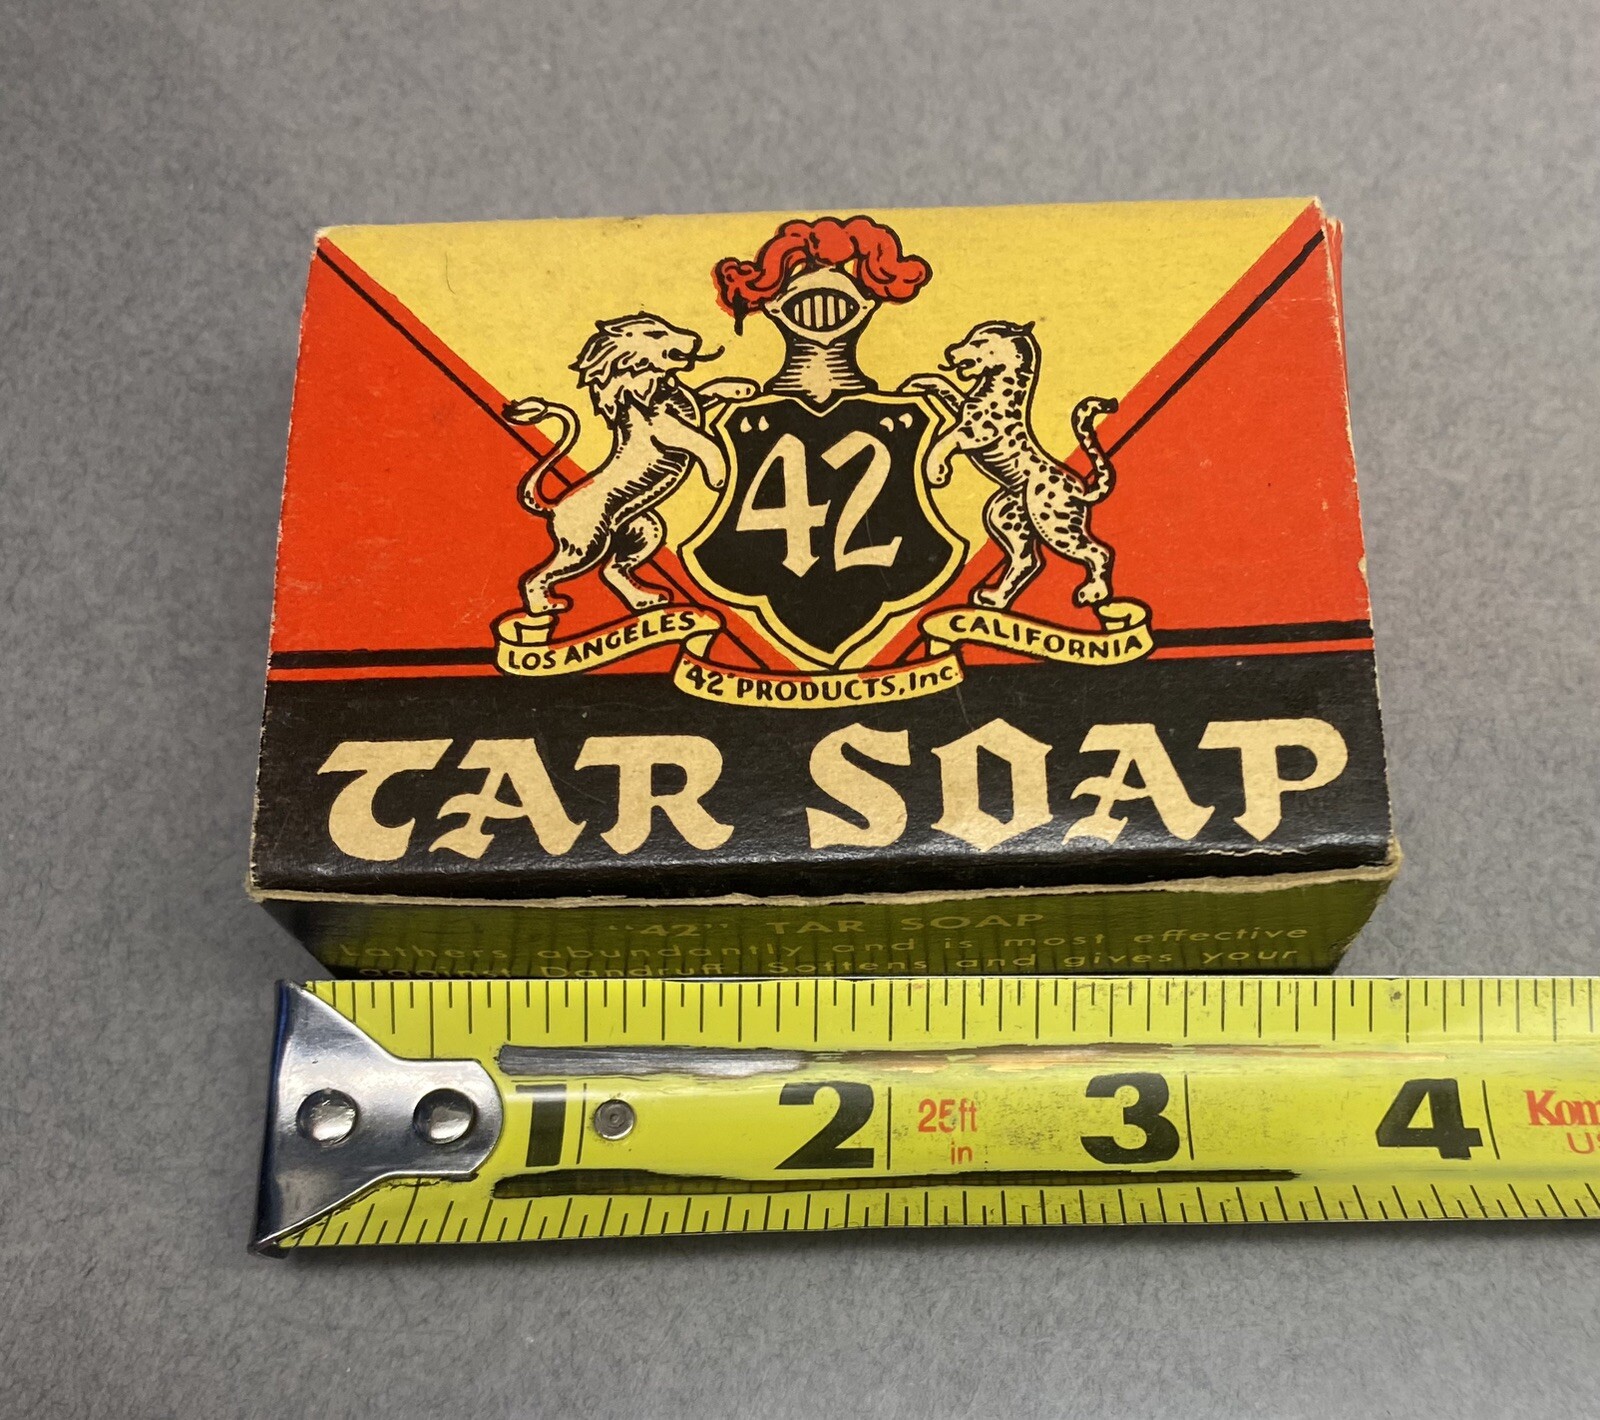 "42"
LOS ANGELES
CALIFORNIA
"42" PRODUCTS, Inc.
TAR SOAP
"42" TAR SOAP
Lathers abundantly and is most effective
against Dandruff. Softens and gives your
1 2 25ft in 3 4